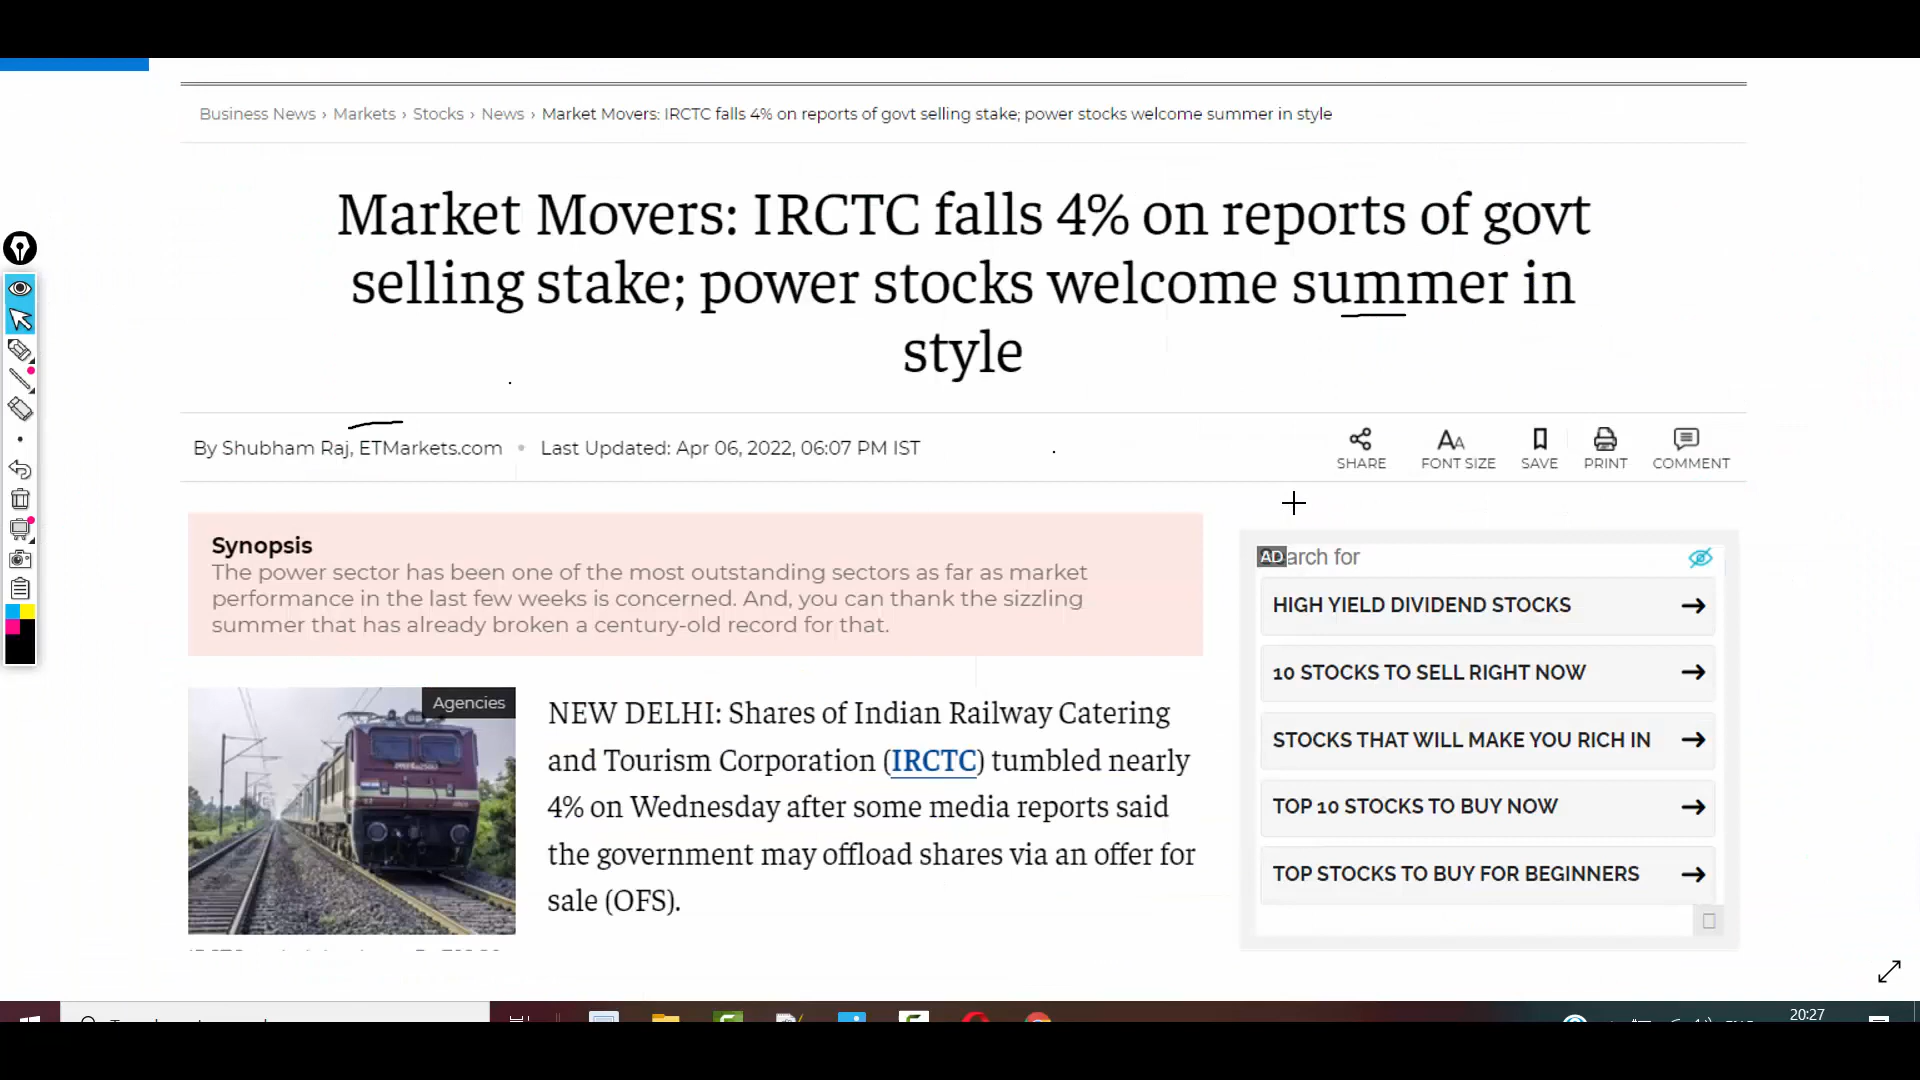 Business News › Markets › Stocks › News › Market Movers: IRCTC falls 4% on reports of govt selling stake; power stocks welcome summer in style
Market Movers: IRCTC falls 4% on reports of govt
selling stake; power stocks welcome summer in
style
By Shubham Raj, ETMarkets.com • Last Updated: Apr 06, 2022, 06:07 PM IST
SHARE
FONT SIZE
SAVE
PRINT
COMMENT
Synopsis
The power sector has been one of the most outstanding sectors as far as market
performance in the last few weeks is concerned. And, you can thank the sizzling
summer that has already broken a century-old record for that.
Agencies
NEW DELHI: Shares of Indian Railway Catering
and Tourism Corporation (IRCTC) tumbled nearly
4% on Wednesday after some media reports said
the government may offload shares via an offer for
sale (OFS).
AD
arch for
HIGH YIELD DIVIDEND STOCKS
10 STOCKS TO SELL RIGHT NOW
STOCKS THAT WILL MAKE YOU RICH IN
TOP 10 STOCKS TO BUY NOW
TOP STOCKS TO BUY FOR BEGINNERS
20:27